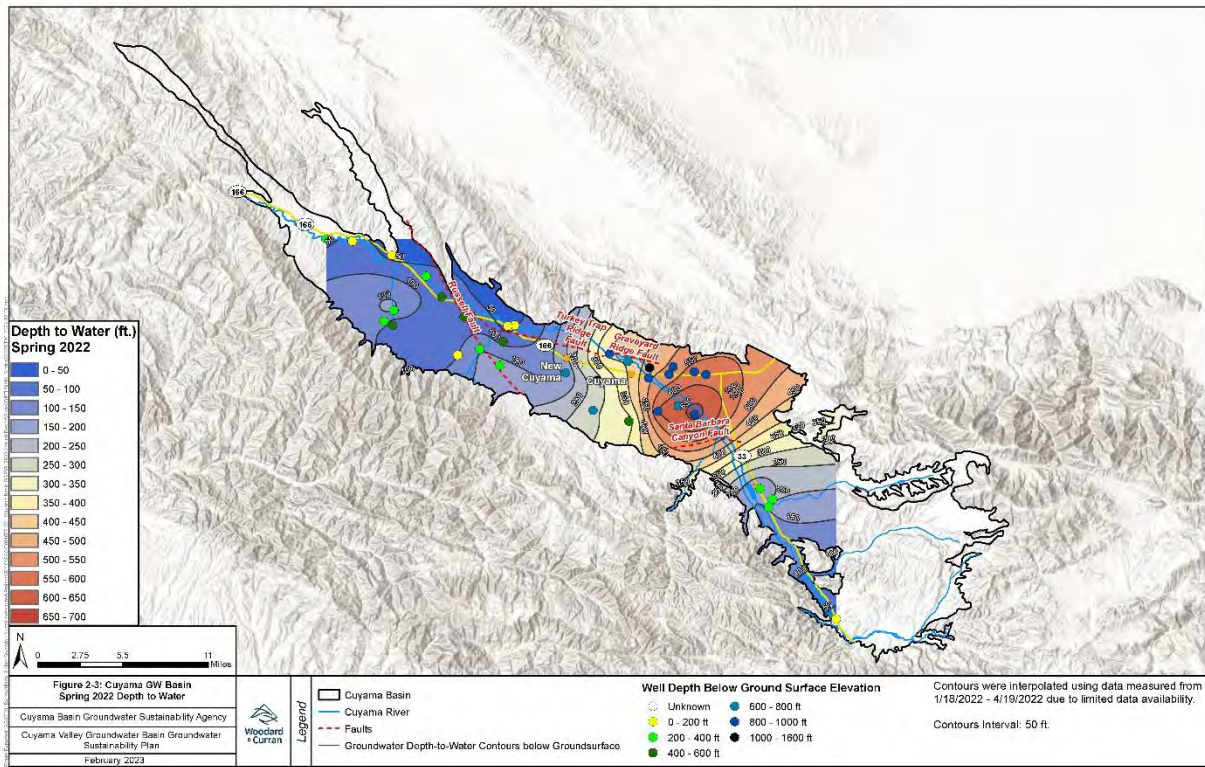 166
166
50
100
150
Russell Fault
50
Turkey Trap
Ridge
Fault
Graveyard
Ridge Fault
166
New
Cuyama
Cuyama
Santa Barbara
Canyon Fault
33
Depth to Water (ft.)
Spring 2022
0 - 50
50 - 100
100 - 150
150 - 200
200 - 250
250 - 300
300 - 350
350 - 400
400 - 450
450 - 500
500 - 550
550 - 600
600 - 650
650 - 700
N
0 2.75 5.5 11
Miles
Figure 2-3: Cuyama GW Basin
Spring 2022 Depth to Water
Cuyama Basin Groundwater Sustainability Agency
Cuyama Valley Groundwater Basin Groundwater
Sustainability Plan
February 2023
Woodard
& Curran
Legend
Cuyama Basin
Cuyama River
Faults
Groundwater Depth-to-Water Contours below Groundsurface
Well Depth Below Ground Surface Elevation
Unknown
0 - 200 ft
200 - 400 ft
400 - 600 ft
600 - 800 ft
800 - 1000 ft
1000 - 1600 ft
Contours were interpolated using data measured from
1/18/2022 - 4/19/2022 due to limited data availability.
Contours Interval: 50 ft.